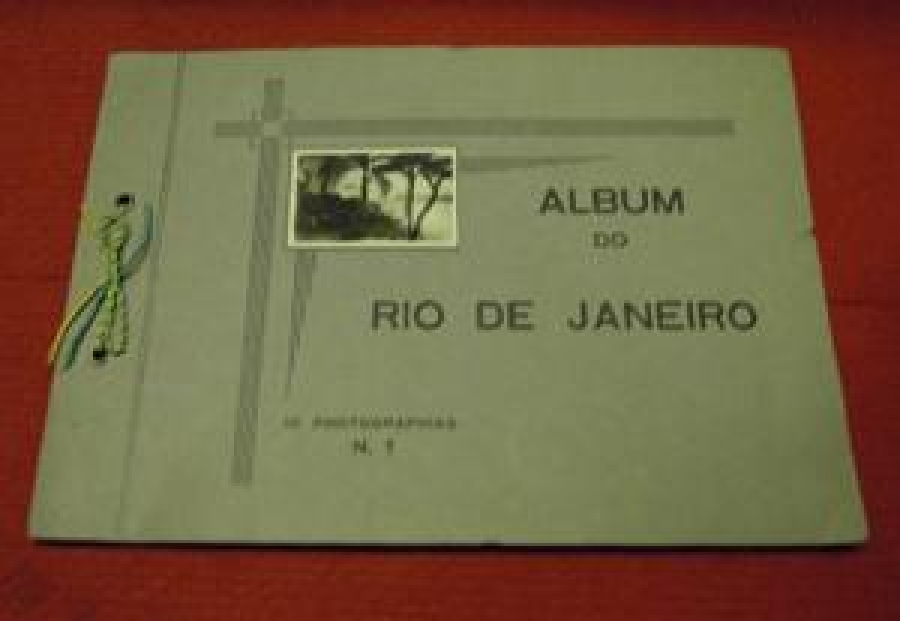 ALBUM
DO
RIO DE JANEIRO
PHOTOGRAPHIAS
N. 1